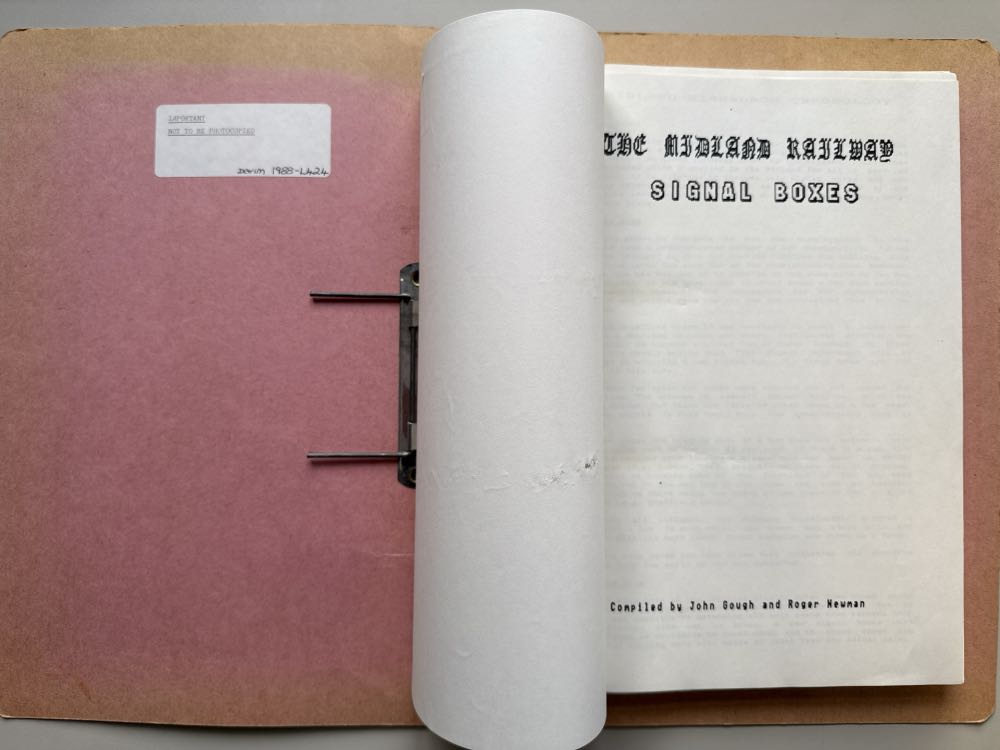 IMPORTANT
NOT TO BE PHOTOCOPIED
DERIM 1988-L424
THE MIDLAND RAILWAY
SIGNAL BOXES
Compiled by John Gough and Roger Newman